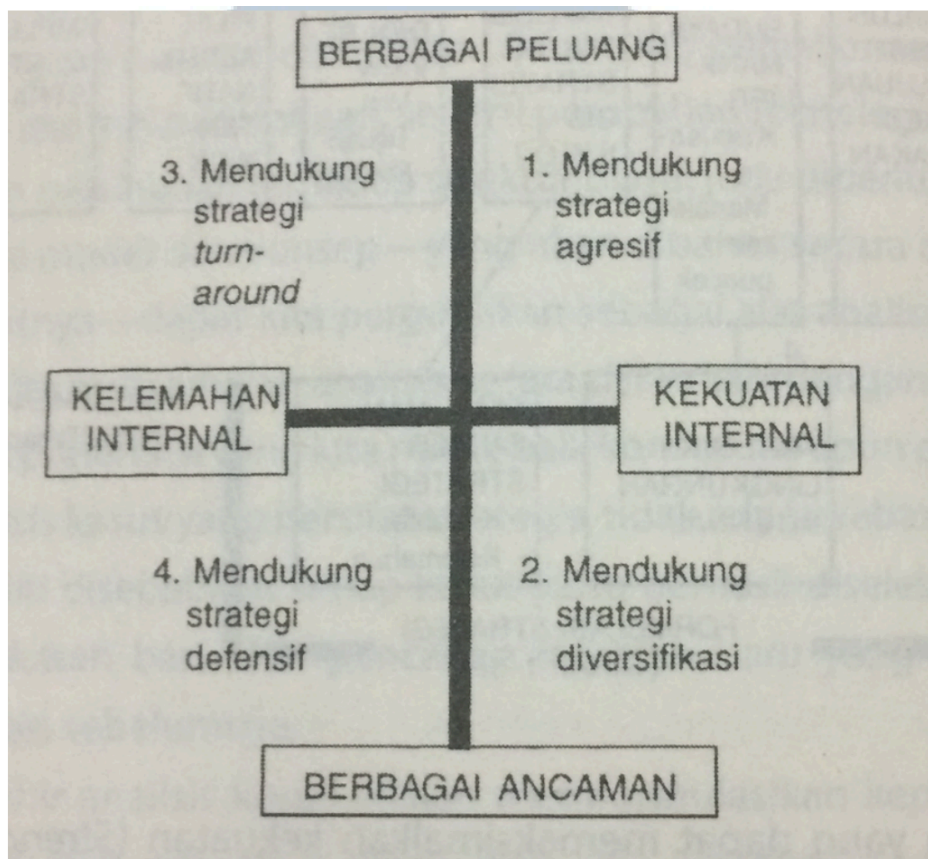 BERBAGAI PELUANG
3. Mendukung
strategi
turn-
around
1. Mendukung
strategi
agresif
KELEMAHAN
INTERNAL
KEKUATAN
INTERNAL
4. Mendukung
strategi
defensif
2. Mendukung
strategi
diversifikasi
BERBAGAI ANCAMAN